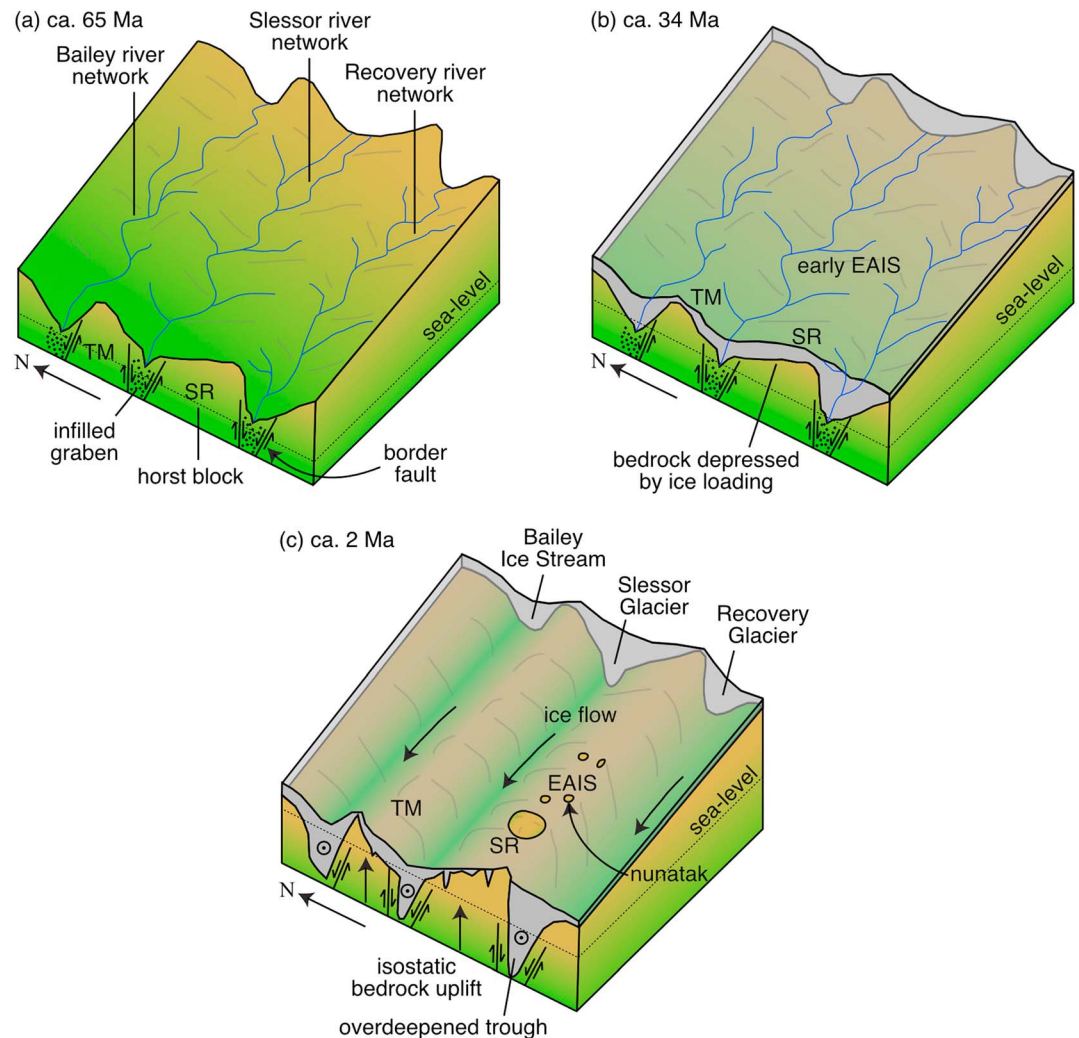 (a) ca. 65 Ma
Bailey river
network
Slessor river
network
Recovery river
network
sea-level
N
TM
SR
infilled
graben
horst block
border
fault
(b) ca. 34 Ma
early EAIS
TM
SR
sea-level
N
bedrock depressed
by ice loading
(c) ca. 2 Ma
Bailey
Ice Stream
Slessor
Glacier
Recovery
Glacier
ice flow
EAIS
TM
SR
nunatak
sea-level
N
isostatic
bedrock uplift
overdeepened trough